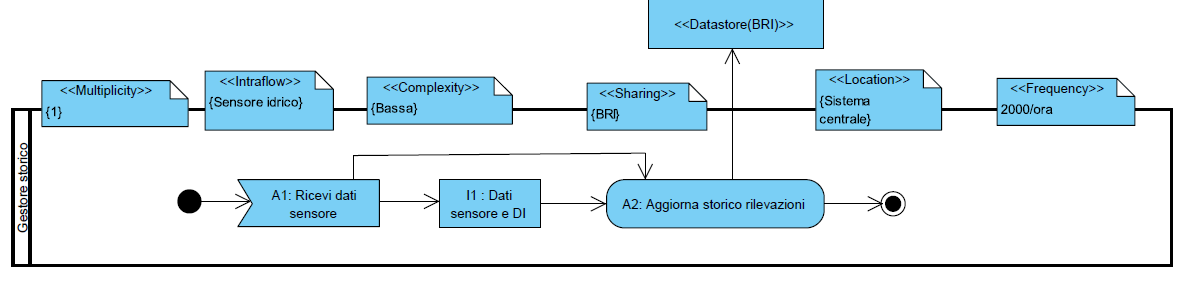 <<Datastore(BRI)>>
<<Multiplicity>>
{1}
<<Intraflow>>
{Sensore idrico}
<<Complexity>>
{Bassa}
<<Sharing>>
{BRI}
<<Location>>
{Sistema
centrale}
<<Frequency>>
2000/ora
Gestore storico
A1: Ricevi dati
sensore
I1 : Dati
sensore e DI
A2: Aggiorna storico rilevazioni